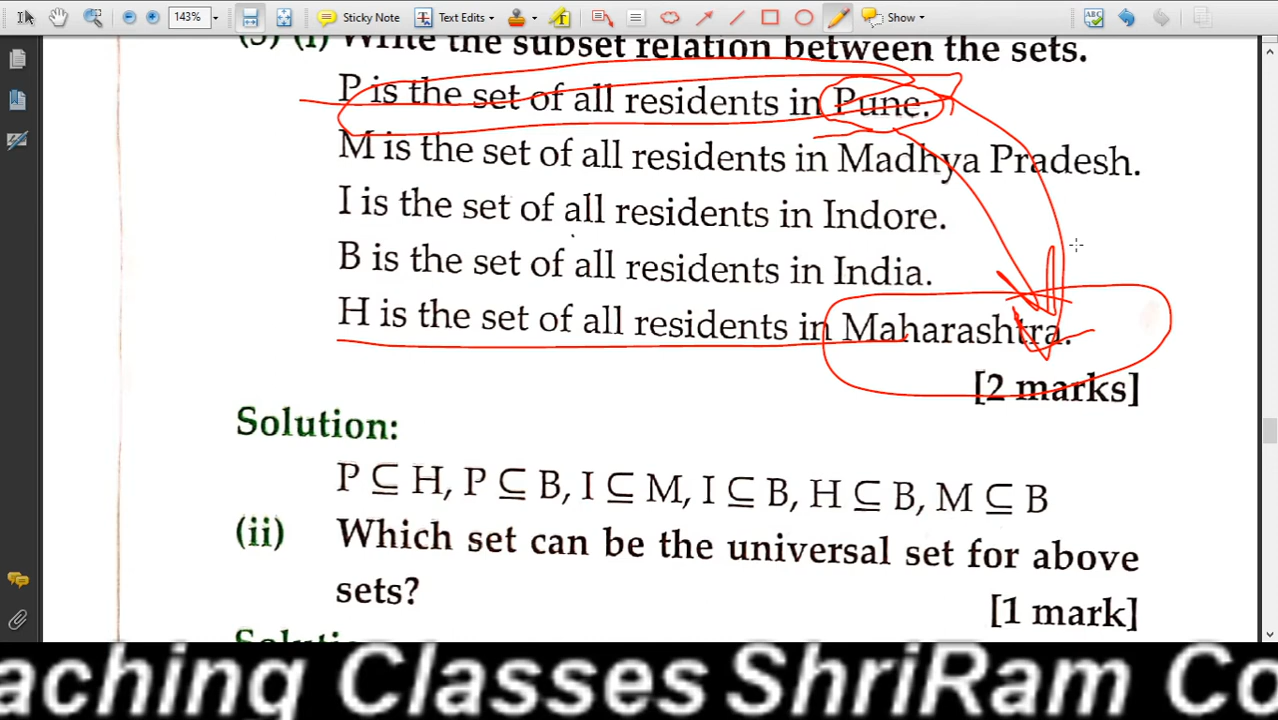 143%
Sticky Note
Text Edits
Show
(3) (i) Write the subset relation between the sets.
P is the set of all residents in Pune.
M is the set of all residents in Madhya Pradesh.
I is the set of all residents in Indore.
B is the set of all residents in India.
H is the set of all residents in Maharashtra.
[2 marks]
Solution:
P ⊆ H, P ⊆ B, I ⊆ M, I ⊆ B, H ⊆ B, M ⊆ B
(ii) Which set can be the universal set for above
sets?
[1 mark]
Solution
aching Classes ShriRam Co